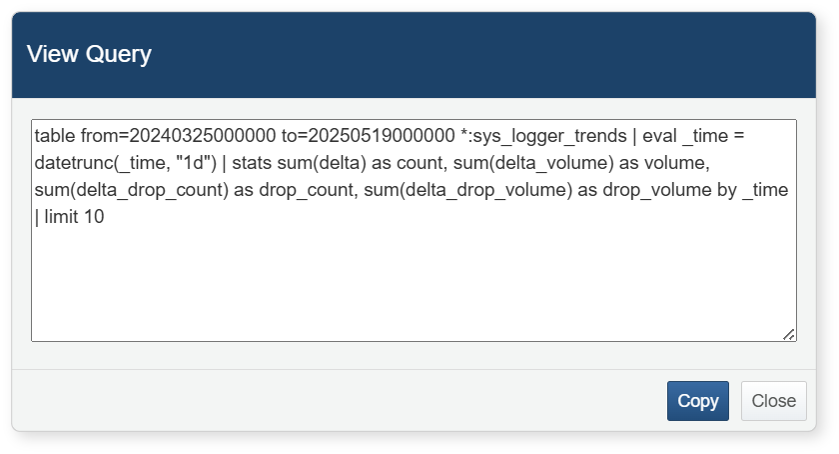 View Query
table from=20240325000000 to=20250519000000 *:sys_logger_trends | eval _time =
datetrunc(_time, "1d") | stats sum(delta) as count, sum(delta_volume) as volume,
sum(delta_drop_count) as drop_count, sum(delta_drop_volume) as drop_volume by _time
| limit 10
Copy
Close